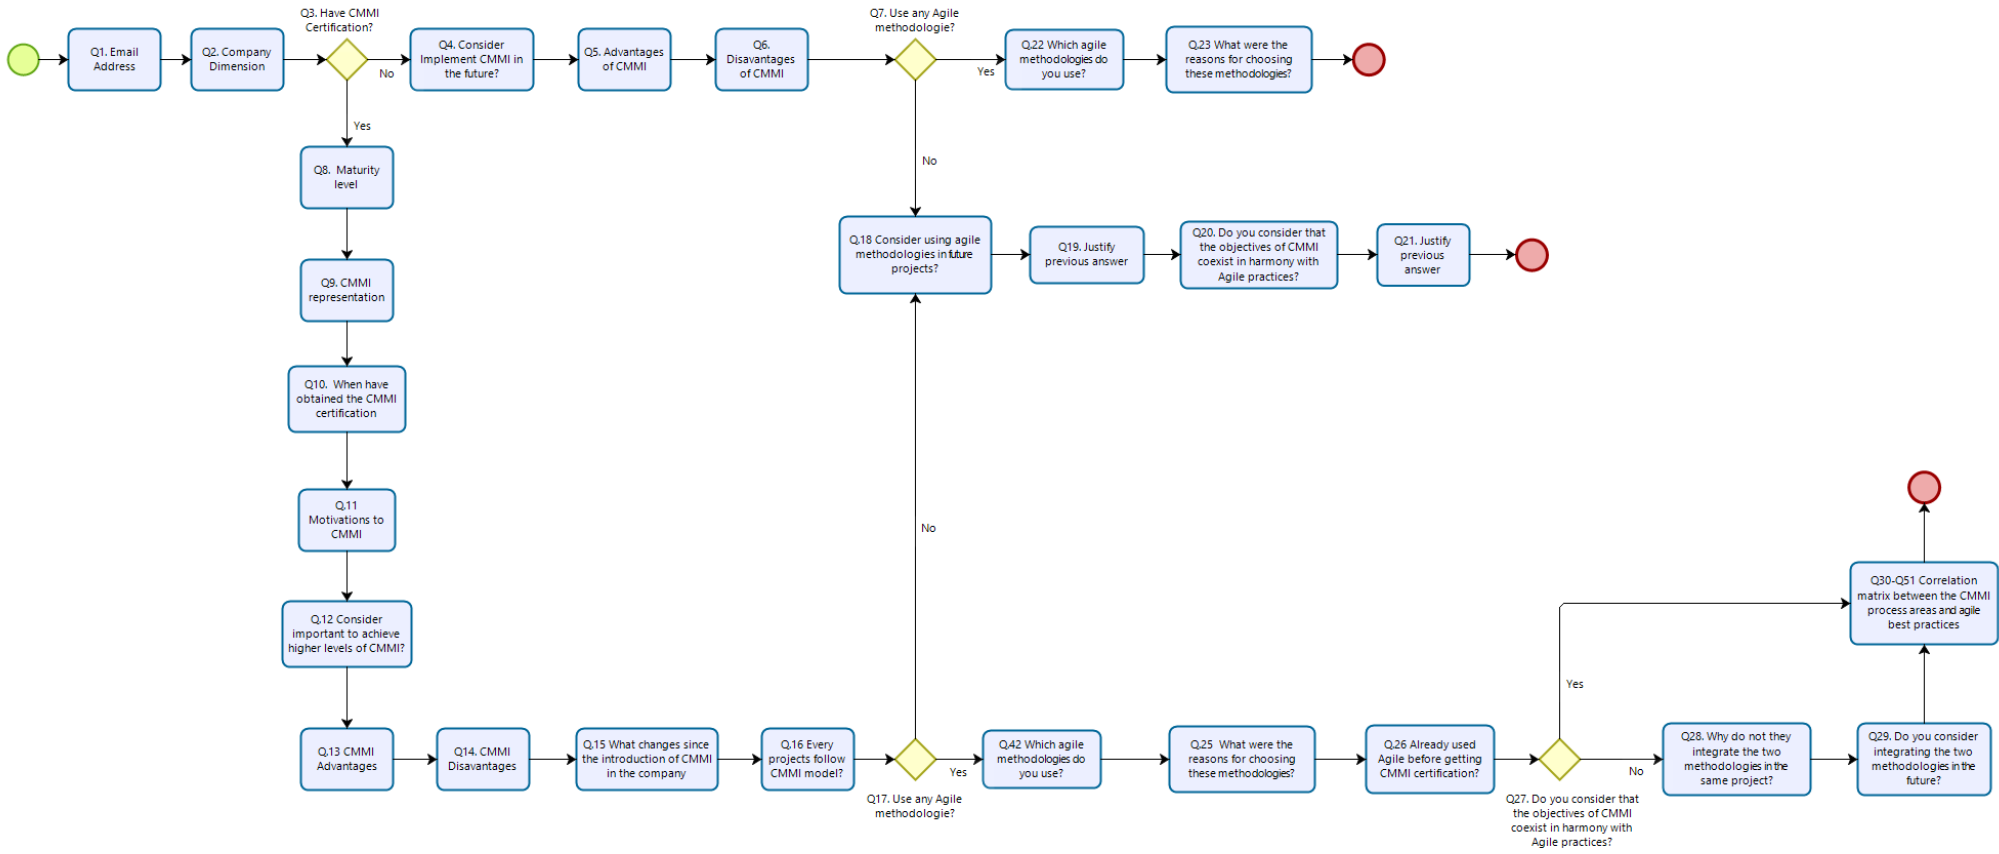 Q3. Have CMMI
Certification?
Q7. Use any Agile
methodologie?
Q1. Email
Address
Q2. Company
Dimension
No
Q4. Consider
Implement CMMI in
the future?
Q5. Advantages
of CMMI
Q6.
Disavantages
of CMMI
Yes
Q.22 Which agile
methodologies do
you use?
Q.23 What were the
reasons for choosing
these methodologies?
Yes
No
Q8.  Maturity
level
Q.18 Consider using agile
methodologies in future
projects?
Q19. Justify
previous answer
Q20. Do you consider that
the objectives of CMMI
coexist in harmony with
Agile practices?
Q21. Justify
previous
answer
Q9. CMMI
representation
Q10.  When have
obtained the CMMI
certification
Q.11
Motivations to
CMMI
No
Q.12 Consider
important to achieve
higher levels of CMMI?
Q30-Q51 Correlation
matrix between the CMMI
process areas and agile
best practices
Yes
Q.13 CMMI
Advantages
Q14. CMMI
Disavantages
Q.15 What changes since
the introduction of CMMI
in the company
Q.16 Every
projects follow
CMMI model?
Yes
Q17. Use any Agile
methodologie?
Q.42 Which agile
methodologies do
you use?
Q.25  What were the
reasons for choosing
these methodologies?
Q.26 Already used
Agile before getting
CMMI certification?
No
Q27. Do you consider that
the objectives of CMMI
coexist in harmony with
Agile practices?
Q28. Why do not they
integrate the two
methodologies in the
same project?
Q29. Do you consider
integrating the two
methodologies in the
future?